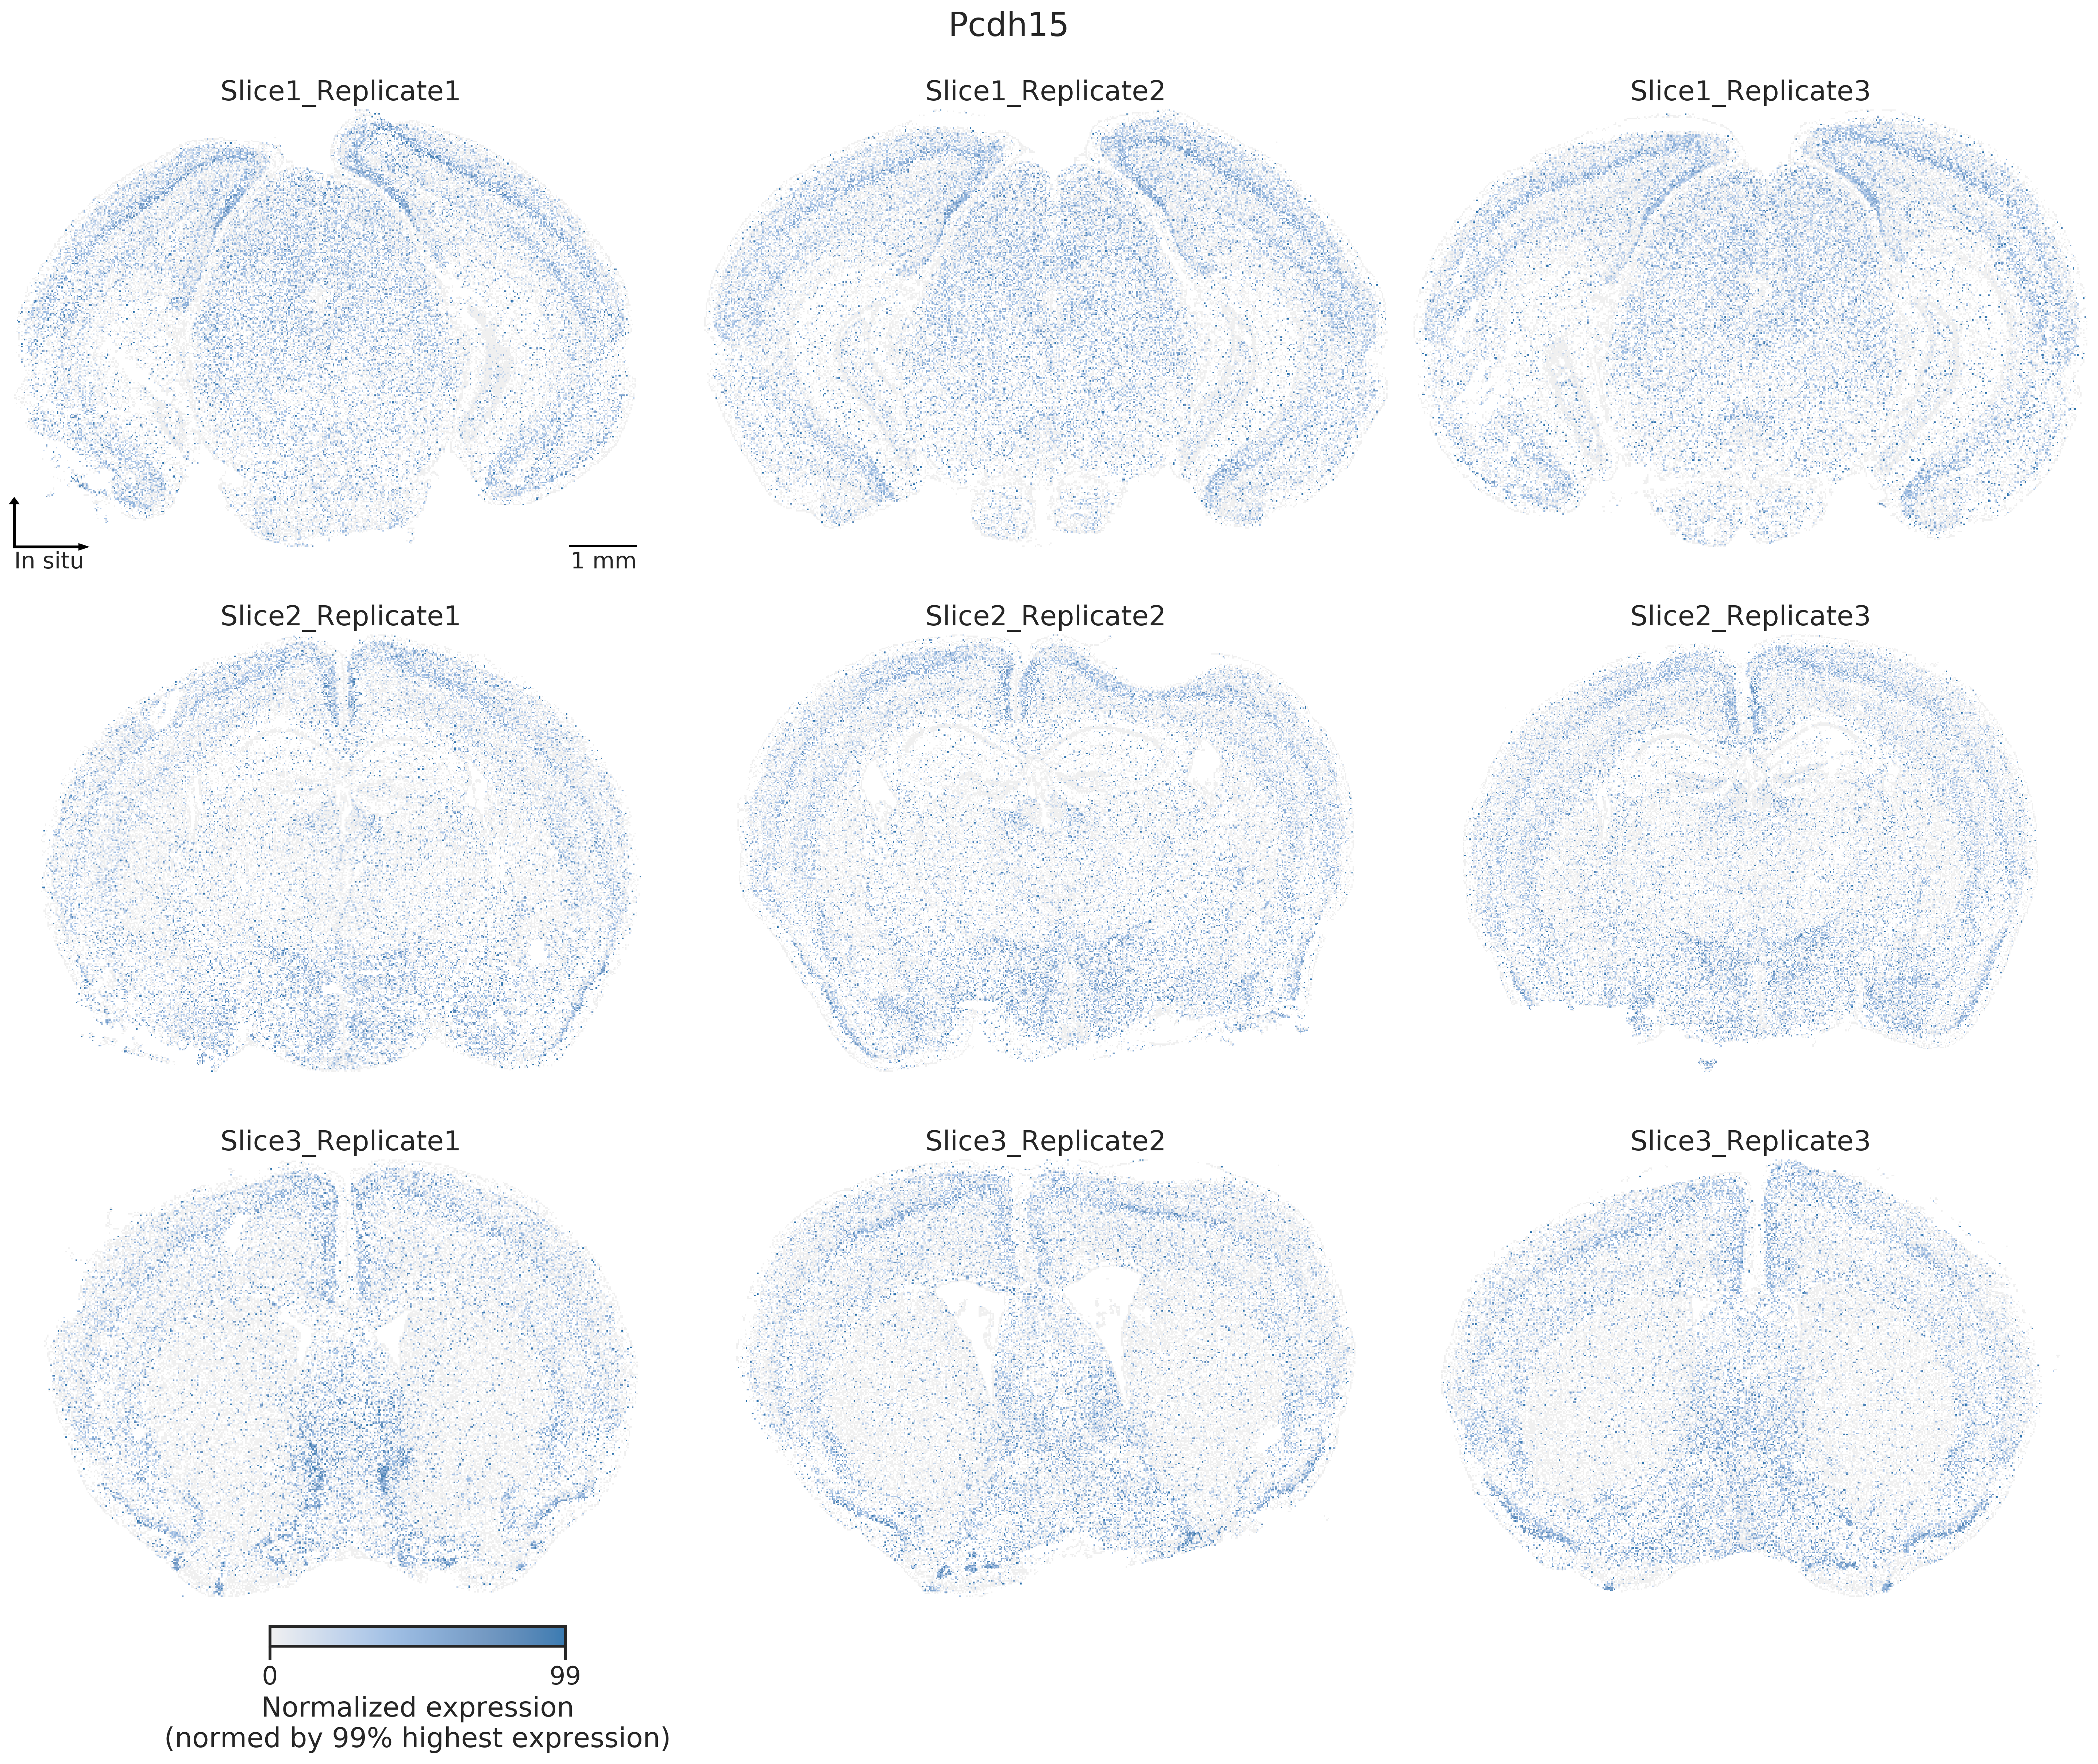 Pcdh15
Slice1_Replicate1
Slice1_Replicate2
Slice1_Replicate3
In situ
1 mm
Slice2_Replicate1
Slice2_Replicate2
Slice2_Replicate3
Slice3_Replicate1
Slice3_Replicate2
Slice3_Replicate3
0
99
Normalized expression
(normed by 99% highest expression)